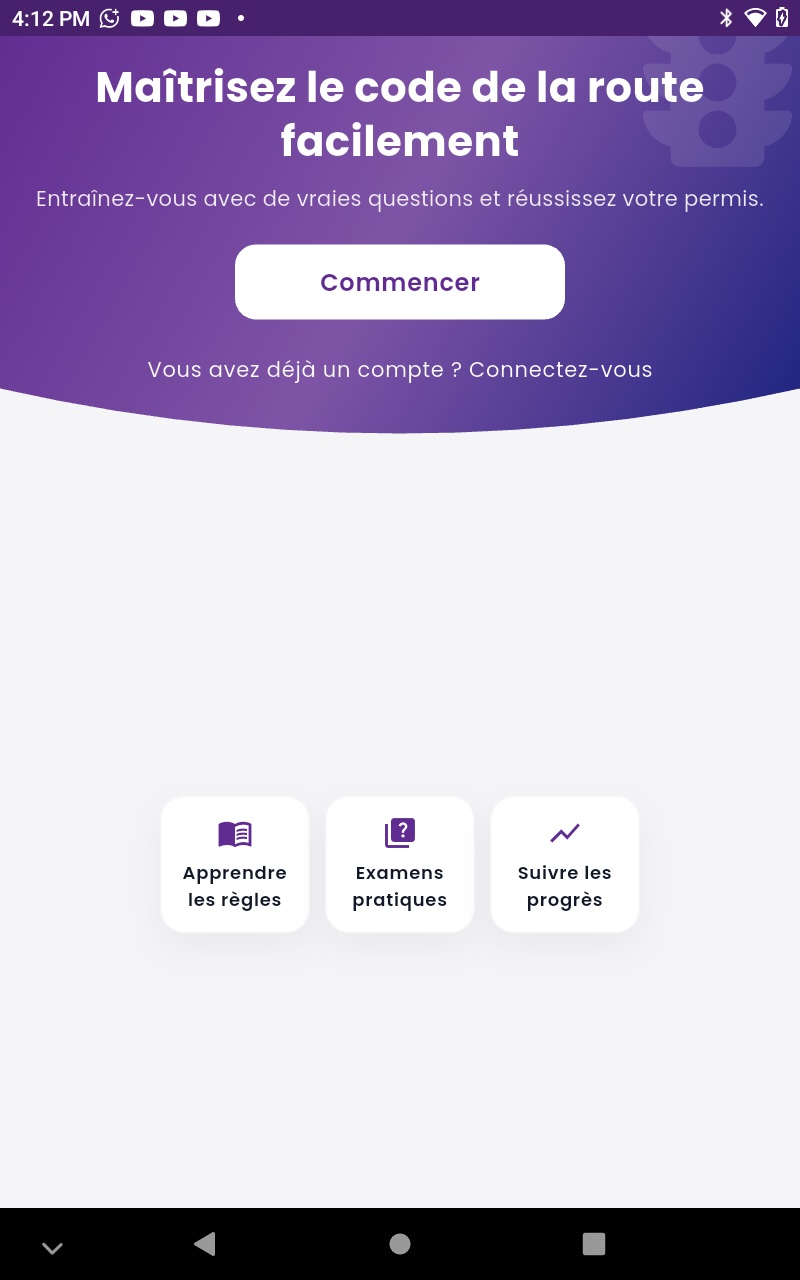 4:12 PM
Maîtrisez le code de la route
facilement
Entraînez-vous avec de vraies questions et réussissez votre permis.
Commencer
Vous avez déjà un compte ? Connectez-vous
Apprendre
les règles
Examens
pratiques
Suivre les
progrès